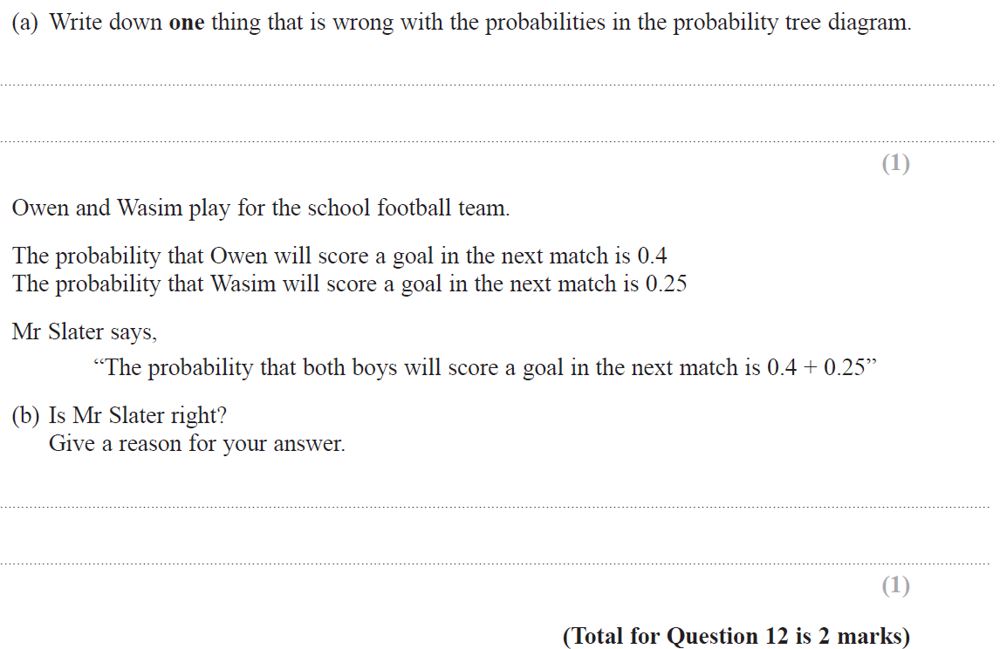 (a) Write down one thing that is wrong with the probabilities in the probability tree diagram.
(1)
Owen and Wasim play for the school football team.
The probability that Owen will score a goal in the next match is 0.4
The probability that Wasim will score a goal in the next match is 0.25
Mr Slater says,
“The probability that both boys will score a goal in the next match is 0.4 + 0.25”
(b) Is Mr Slater right?
Give a reason for your answer.
(1)
(Total for Question 12 is 2 marks)